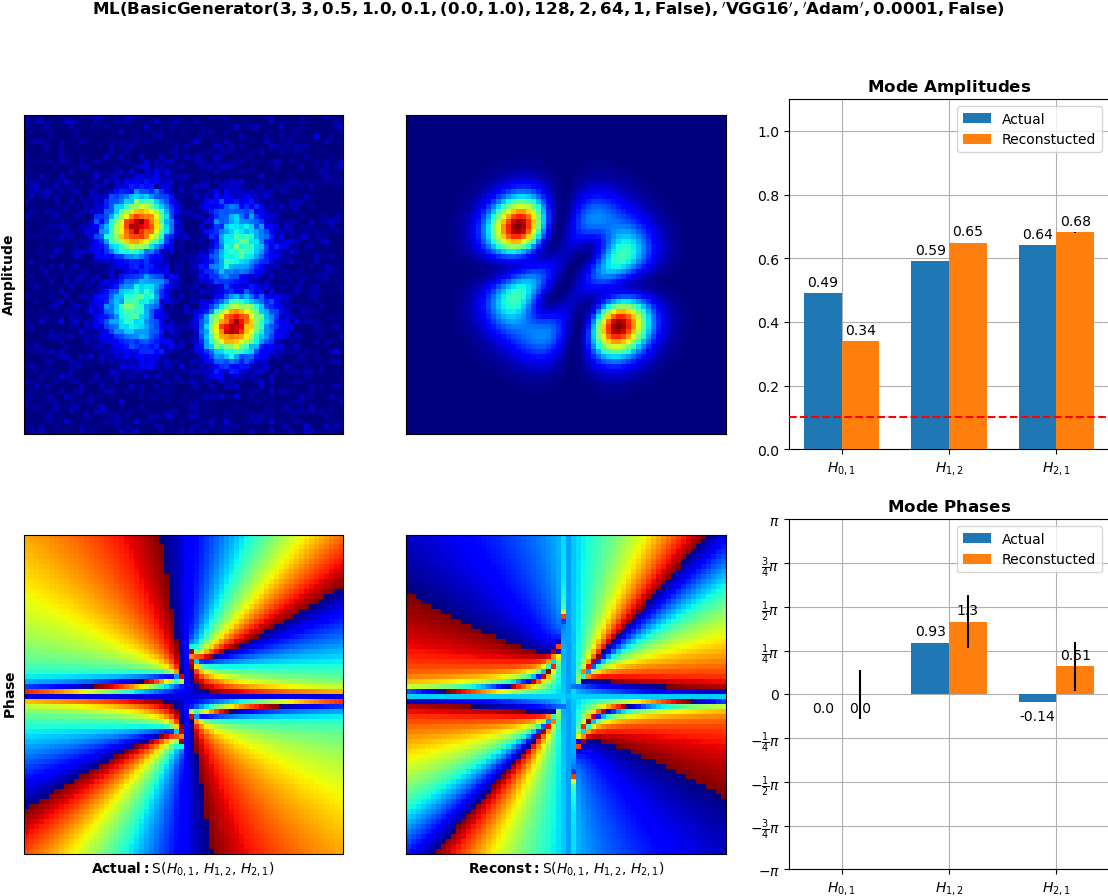 ML(BasicGenerator(3, 3, 0.5, 1.0, 0.1, (0.0, 1.0), 128, 2, 64, 1, False), ′VGG16′, ′Adam′, 0.0001, False)
Amplitude
Mode Amplitudes
Actual
Reconstucted
1.0
0.8
0.6
0.4
0.2
0.0
0.49
0.34
0.59
0.65
0.64
0.68
H0,1
H1,2
H2,1
Phase
Actual: S(H0,1, H1,2, H2,1)
Reconst: S(H0,1, H1,2, H2,1)
Mode Phases
Actual
Reconstucted
π
3/4π
1/2π
1/4π
0
−1/4π
−1/2π
−3/4π
−π
0.0
0.0
0.93
1.3
-0.14
0.51
H0,1
H1,2
H2,1